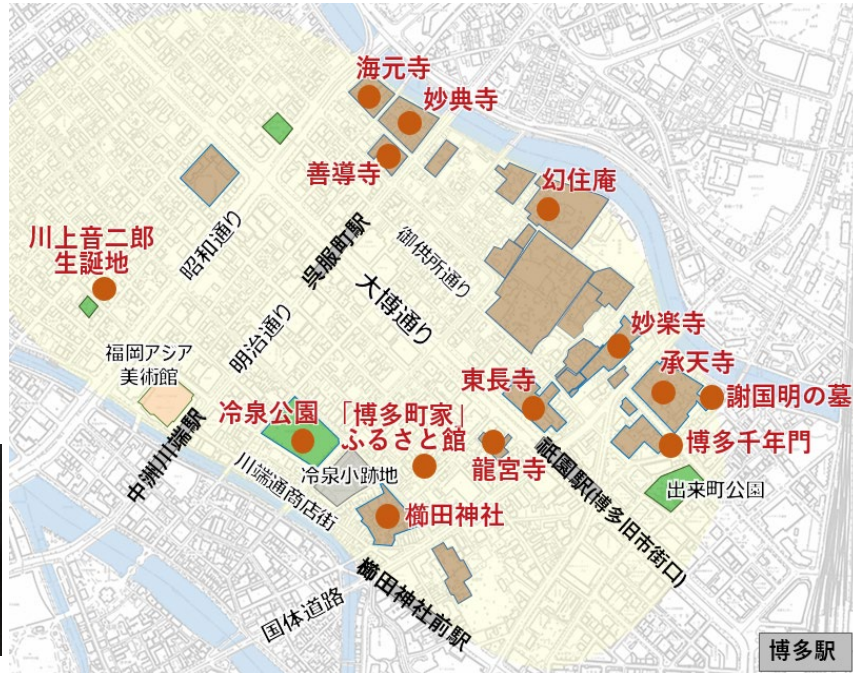 海元寺
妙典寺
善導寺
幻住庵
川上音二郎
生誕地
昭和通り
呉服町駅
御供所通り
大博通り
明治通り
福岡アシア
美術館
妙楽寺
承天寺
謝国明の墓
東長寺
冷泉公園
「博多町家」
ふるさと館
龍宮寺
博多千年門
祇園駅(博多旧市街口)
出来町公園
中洲川端駅
川端通商店街
冷泉小跡地
櫛田神社
櫛田神社前駅
国体道路
博多駅